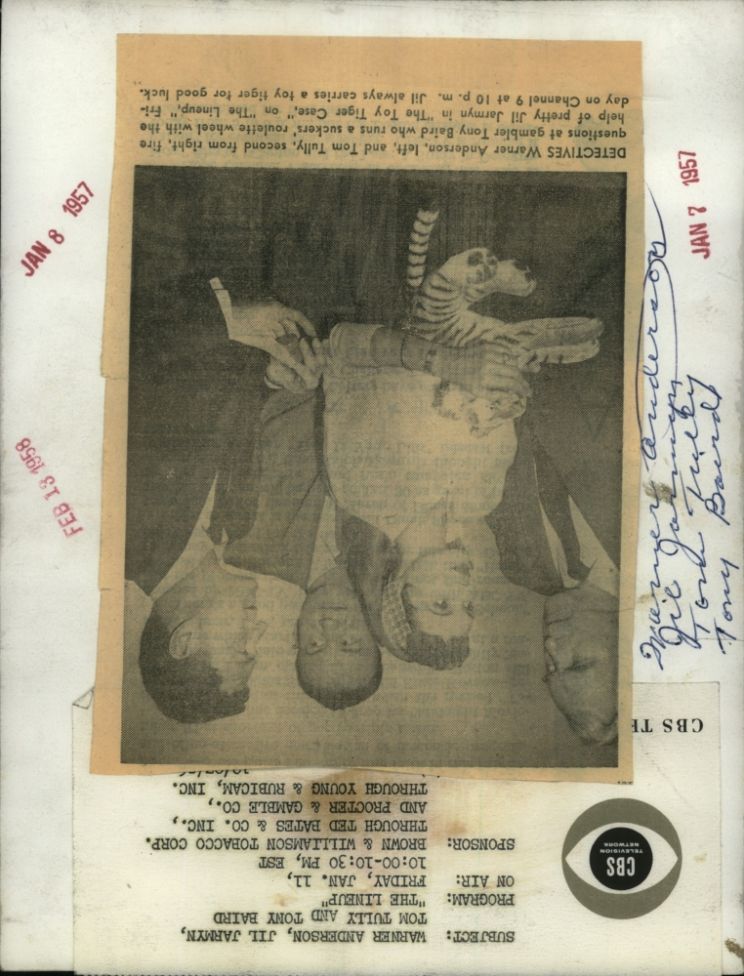 SUBJECT: WARNER ANDERSON, JIL JARMYN,
TOM TULLY AND TONY BAIRD
PROGRAM: "THE LINEUP"
ON AIR: FRIDAY, JAN. 11,
10:00-10:30 PM, EST
SPONSOR: BROWN & WILLIAMSON TOBACCO CORP.
THROUGH TED BATES & CO., INC.,
AND PROCTER & GAMBLE CO.,
THROUGH YOUNG & RUBICAM, INC.
CBS
TELEVISION
NETWORK
CBS TE
DETECTIVES Warner Anderson, left, and Tom Tully, second from right, fire
questions at gambler Tony Baird who runs a suckers' roulette wheel with the
help of pretty Jil Jarmyn in "The Toy Tiger Case," on "The Lineup," Fri-
day on Channel 9 at 10 p. m. Jil always carries a toy tiger for good luck.
Warner Anderson
Jil Jarmyn
Tom Tully
Tony Baird
JAN 8 1957
JAN 7 1957
FEB 13 1958